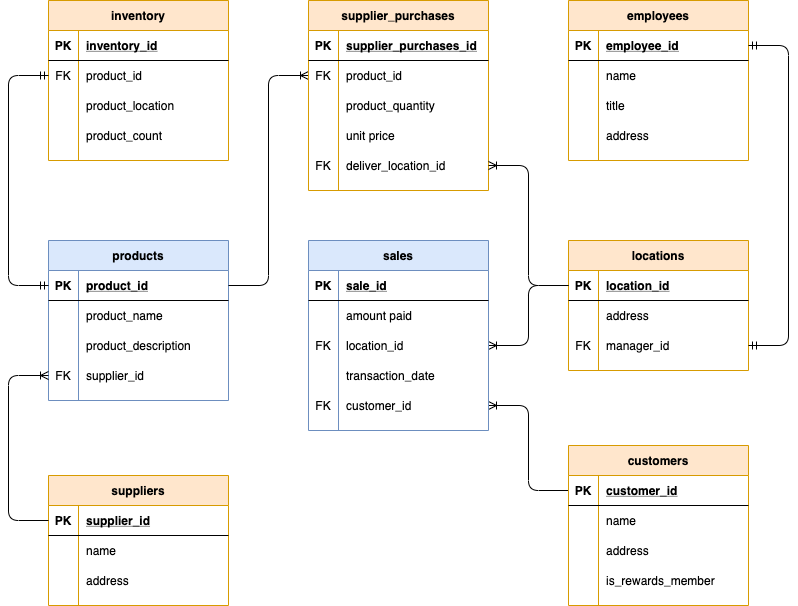 inventory
PK inventory_id
FK product_id
product_location
product_count
supplier_purchases
PK supplier_purchases_id
FK product_id
product_quantity
unit price
FK deliver_location_id
employees
PK employee_id
name
title
address
products
PK product_id
product_name
product_description
FK supplier_id
sales
PK sale_id
amount paid
FK location_id
transaction_date
FK customer_id
locations
PK location_id
address
FK manager_id
suppliers
PK supplier_id
name
address
customers
PK customer_id
name
address
is_rewards_member